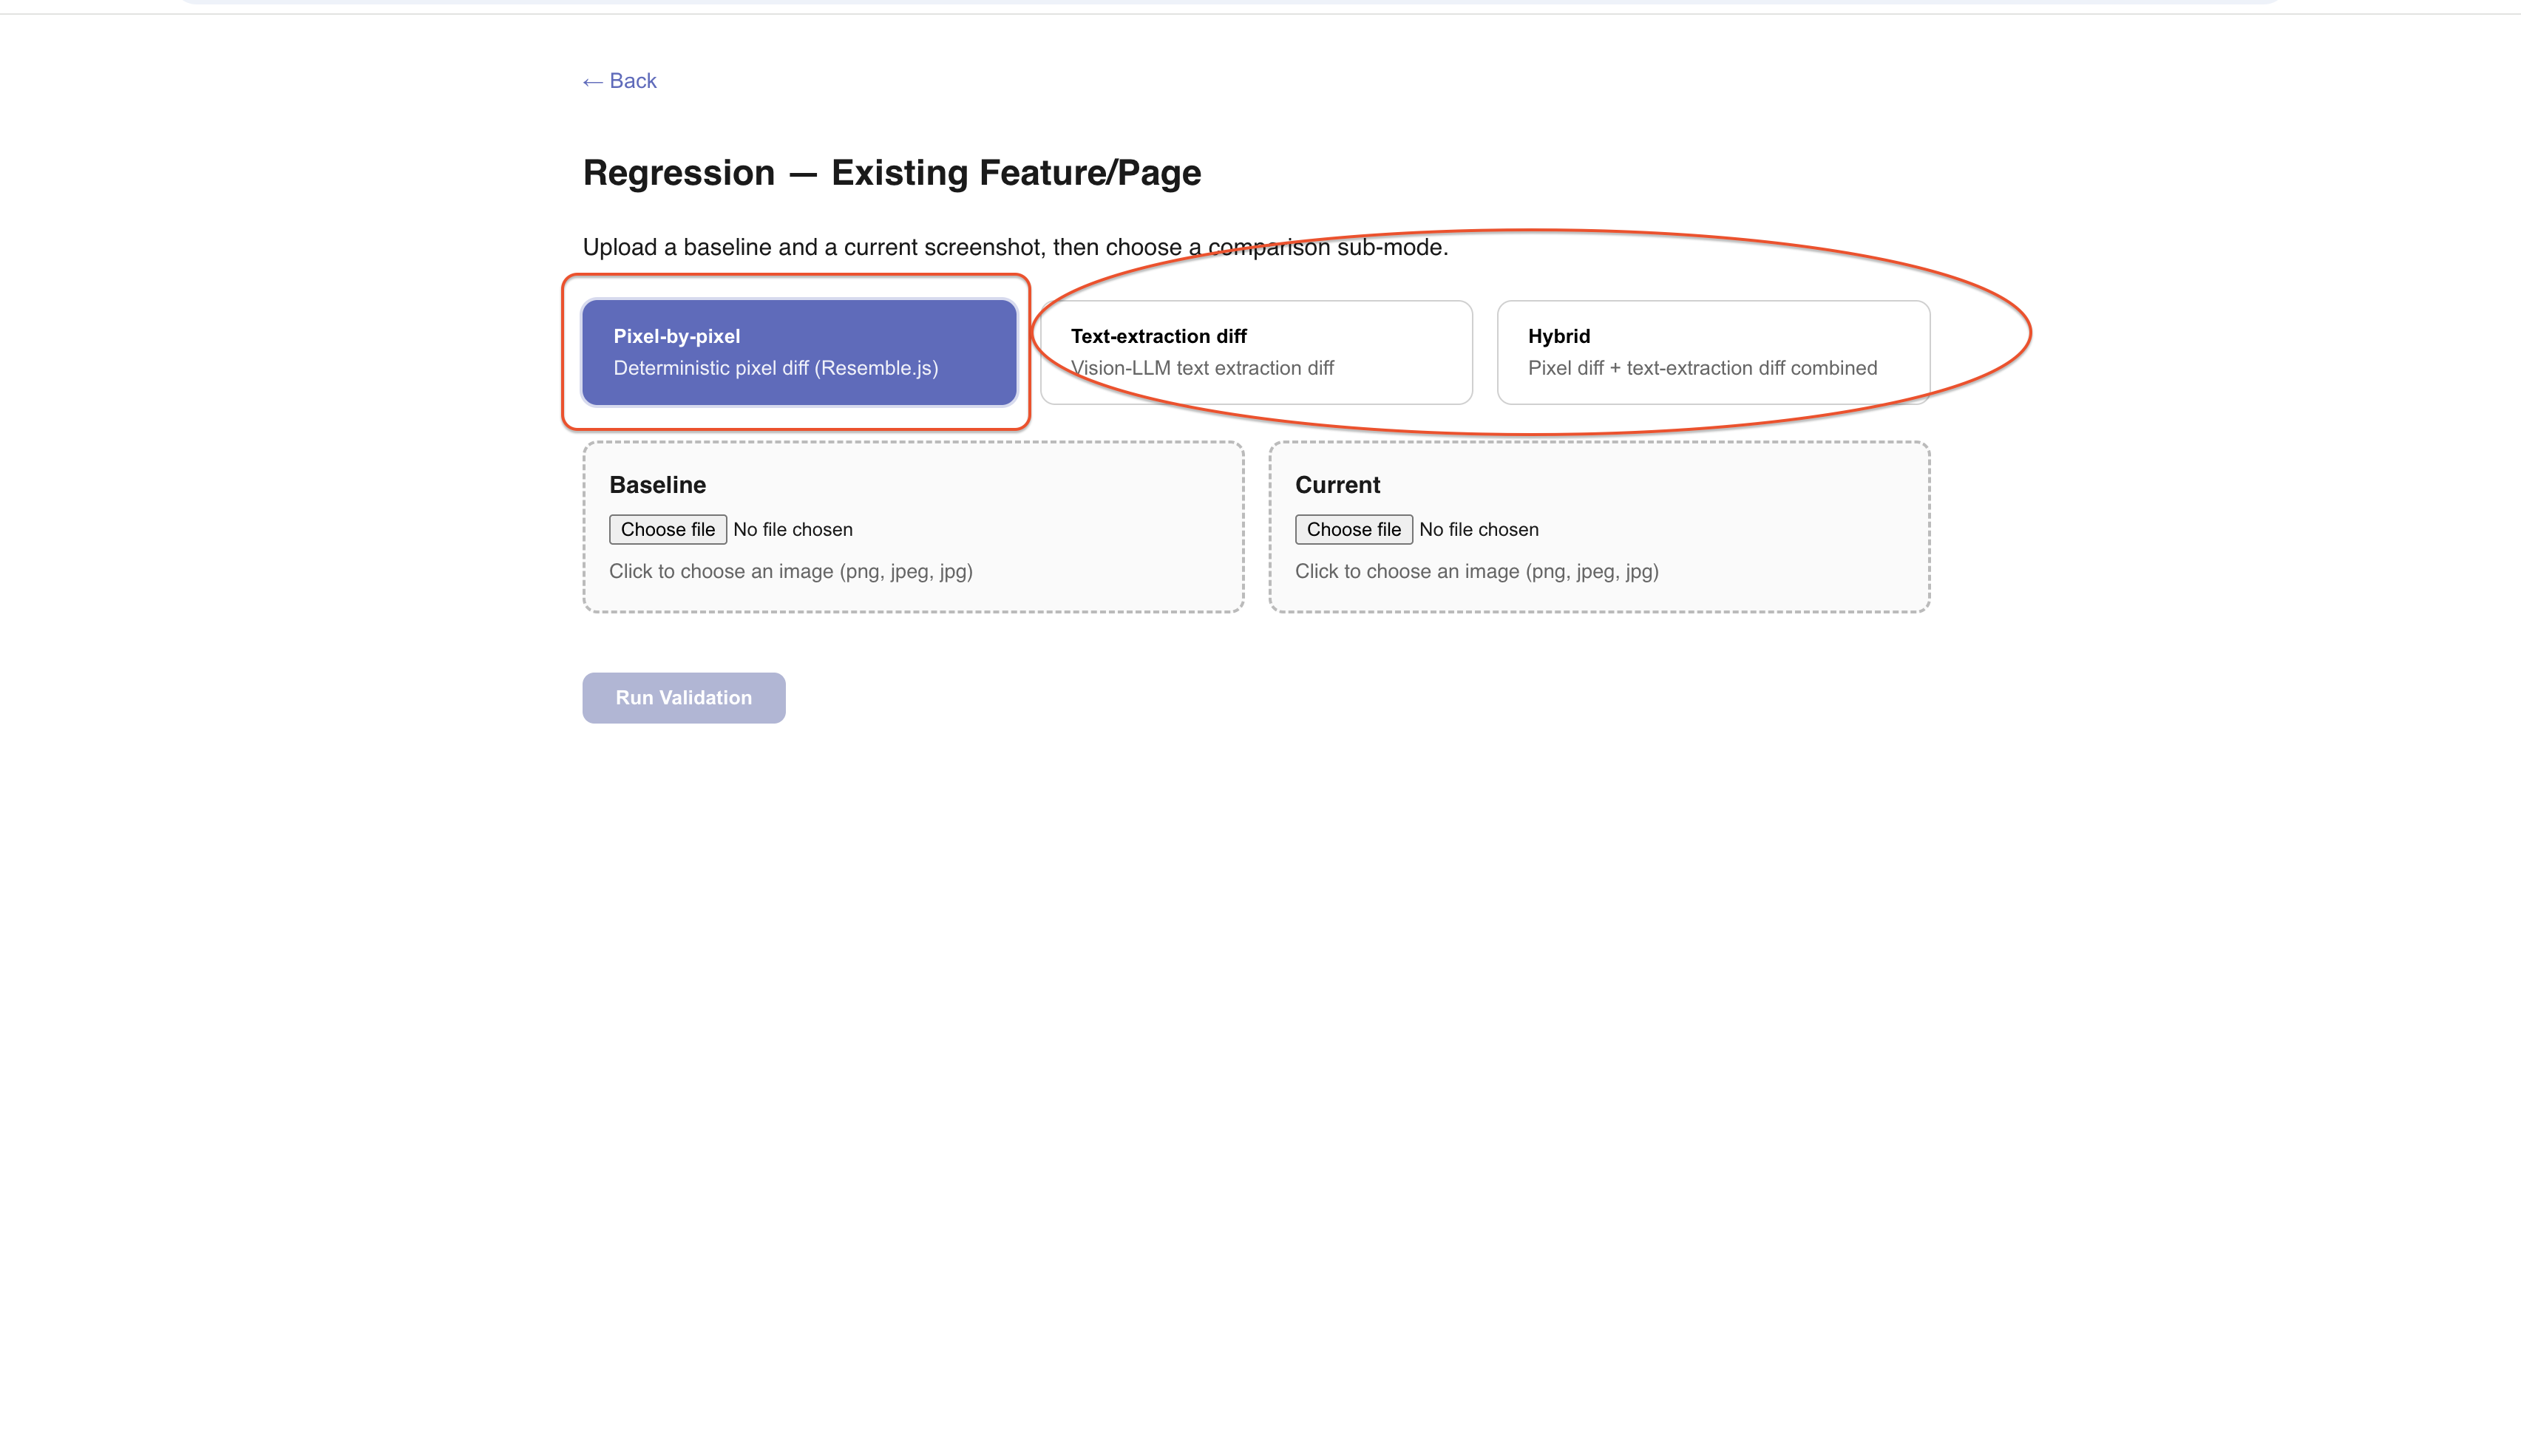 ← Back
Regression — Existing Feature/Page
Upload a baseline and a current screenshot, then choose a comparison sub-mode.
Pixel-by-pixel
Deterministic pixel diff (Resemble.js)
Text-extraction diff
Vision-LLM text extraction diff
Hybrid
Pixel diff + text-extraction diff combined
Baseline
Choose file No file chosen
Click to choose an image (png, jpeg, jpg)
Current
Choose file No file chosen
Click to choose an image (png, jpeg, jpg)
Run Validation